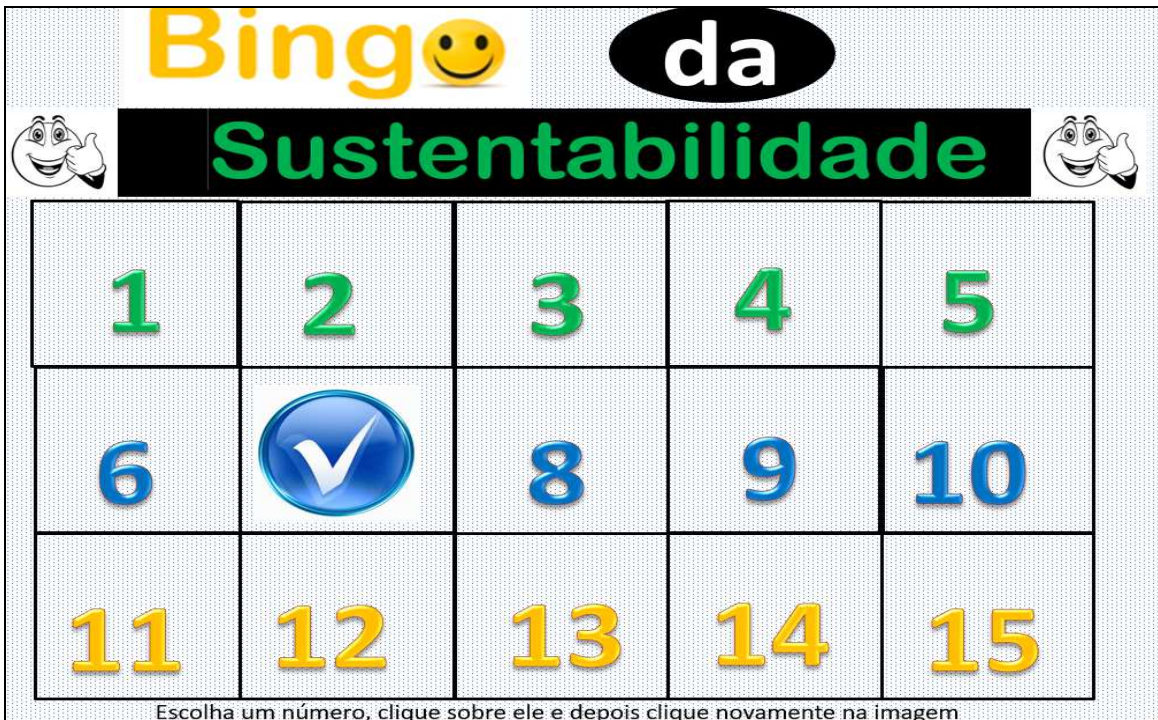 Bingo da
Sustentabilidade
1 2 3 4 5
6 8 9 10
11 12 13 14 15
Escolha um número, clique sobre ele e depois clique novamente na imagem